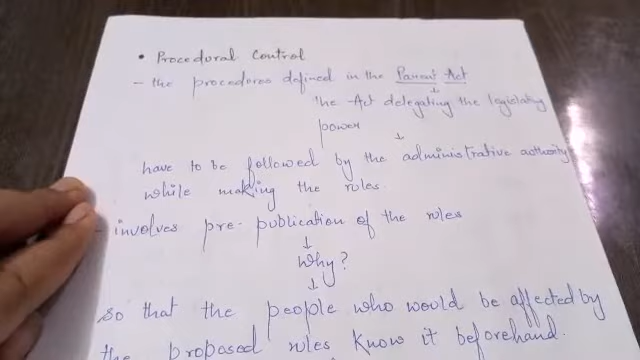 • Procedural Control
- the procedures defined in the Parent Act
↓
the Act delegating the legislative
power
↓
have to be followed by the administrative authority
while making the rules.
- involves pre-publication of the rules
↓
Why?
↓
so that the people who would be affected by
the proposed rules know it beforehand.